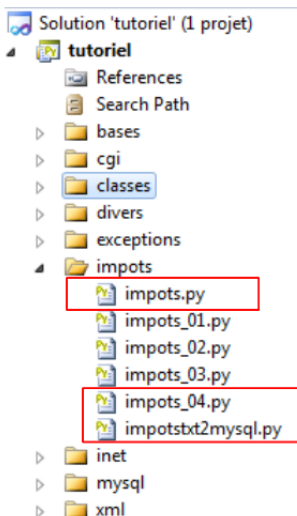 Solution 'tutoriel' (1 projet)
tutoriel
References
Search Path
bases
cgi
classes
divers
exceptions
impots
impots.py
impots_01.py
impots_02.py
impots_03.py
impots_04.py
impotstxt2mysql.py
inet
mysql
xml